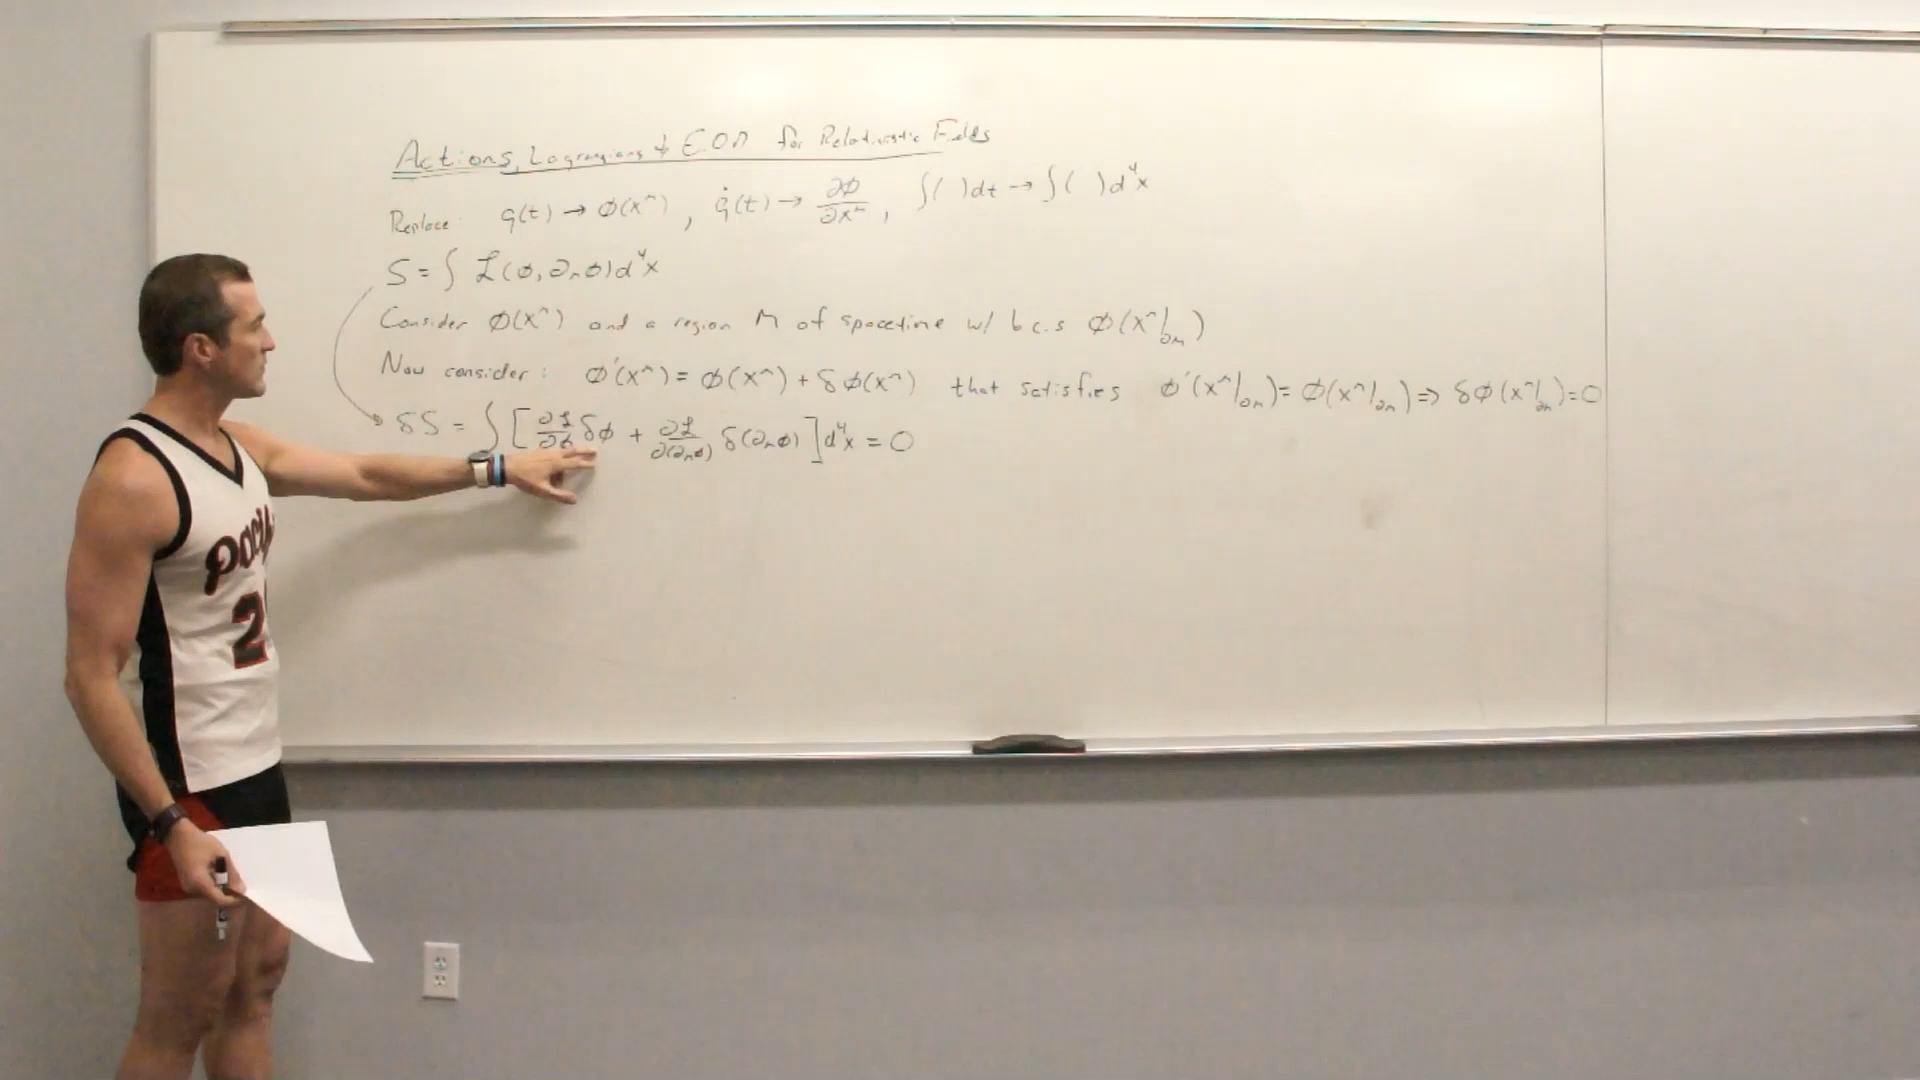 Actions, Lagrangians & E.O.M for Relativistic Fields
Replace: q(t) → φ(x^μ), q̇(t) → ∂φ/∂x^μ, ∫( )dt → ∫( )d⁴x
S = ∫ ℒ(φ, ∂_μφ)d⁴x
Consider φ(x^μ) and a region M of spacetime w/ b.c.s φ(x^μ|_∂M)
Now consider: φ'(x^μ) = φ(x^μ) + δφ(x^μ) that satisfies φ'(x^μ|_∂M) = φ(x^μ|_∂M) ⇒ δφ(x^μ|_∂M) = 0
δS = ∫ [∂ℒ/∂φ δφ + ∂ℒ/∂(∂_μφ) δ(∂_μφ)]d⁴x = 0